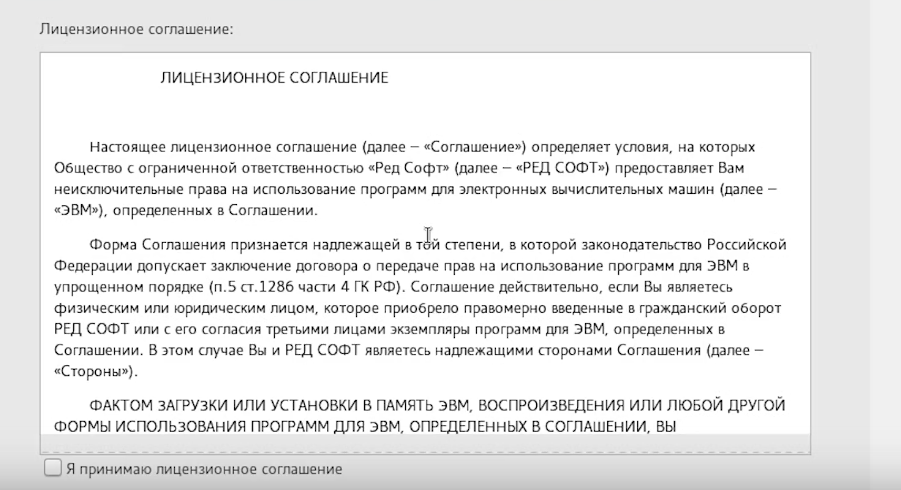 Лицензионное соглашение:
ЛИЦЕНЗИОННОЕ СОГЛАШЕНИЕ
Настоящее лицензионное соглашение (далее – «Соглашение») определяет условия, на которых
Общество с ограниченной ответственностью «Ред Софт» (далее – «РЕД СОФТ») предоставляет Вам
неисключительные права на использование программ для электронных вычислительных машин (далее –
«ЭВМ»), определенных в Соглашении.
Форма Соглашения признается надлежащей в той степени, в которой законодательство Российской
Федерации допускает заключение договора о передаче прав на использование программ для ЭВМ в
упрощенном порядке (п.5 ст.1286 части 4 ГК РФ). Соглашение действительно, если Вы являетесь
физическим или юридическим лицом, которое приобрело правомерно введенные в гражданский оборот
РЕД СОФТ или с его согласия третьими лицами экземпляры программ для ЭВМ, определенных в
Соглашении. В этом случае Вы и РЕД СОФТ являетесь надлежащими сторонами Соглашения (далее –
«Стороны»).
ФАКТОМ ЗАГРУЗКИ ИЛИ УСТАНОВКИ В ПАМЯТЬ ЭВМ, ВОСПРОИЗВЕДЕНИЯ ИЛИ ЛЮБОЙ ДРУГОЙ
ФОРМЫ ИСПОЛЬЗОВАНИЯ ПРОГРАММ ДЛЯ ЭВМ, ОПРЕДЕЛЕННЫХ В СОГЛАШЕНИИ, ВЫ
Я принимаю лицензионное соглашение